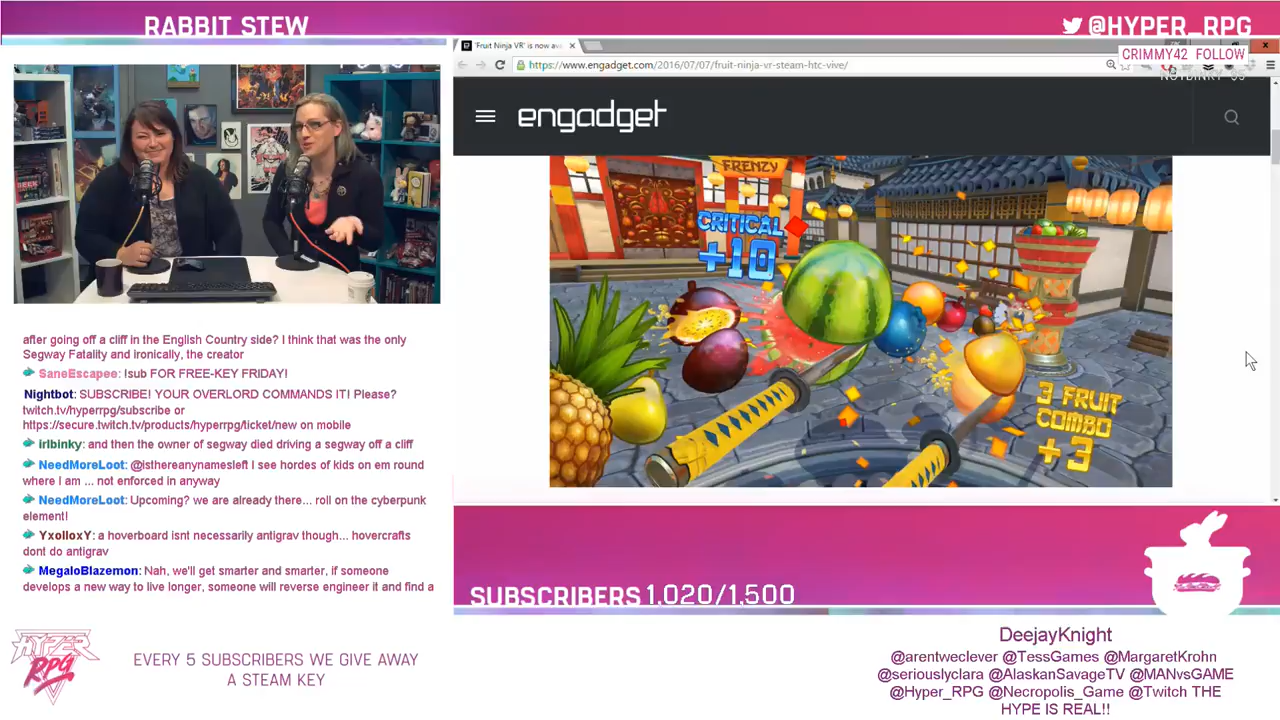 RABBIT STEW
@HYPER_RPG
'Fruit Ninja VR' is now ava
CRIMMY42 FOLLOW
https://www.engadget.com/2016/07/07/fruit-ninja-vr-steam-htc-vive/
engadget
FRENZY
CRITICAL
+10
3 FRUIT
COMBO
+3
after going off a cliff in the English Country side? I think that was the only
Segway Fatality and ironically, the creator
SaneEscapee: !sub FOR FREE-KEY FRIDAY!
Nightbot: SUBSCRIBE! YOUR OVERLORD COMMANDS IT! Please?
twitch.tv/hyperrpg/subscribe or
https://secure.twitch.tv/products/hyperrpg/ticket/new on mobile
irlbinky: and then the owner of segway died driving a segway off a cliff
NeedMoreLoot: @isthereanynamesleft I see hordes of kids on em round
where I am ... not enforced in anyway
NeedMoreLoot: Upcoming? we are already there... roll on the cyberpunk
element!
YxolloxY: a hoverboard isnt necessarily antigrav though... hovercrafts
dont do antigrav
MegaloBlazemon: Nah, we'll get smarter and smarter, if someone
develops a new way to live longer, someone will reverse engineer it and find a
SUBSCRIBERS 1,020/1,500
HYPER
RPG
EVERY 5 SUBSCRIBERS WE GIVE AWAY
A STEAM KEY
DeejayKnight
@arentweclever @TessGames @MargaretKrohn
@seriouslyclara @AlaskanSavageTV @MANvsGAME
@Hyper_RPG @Necropolis_Game @Twitch THE
HYPE IS REAL!!